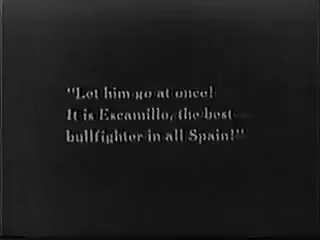 "Let him go at once!
It is Escamillo, the best
bullfighter in all Spain!"